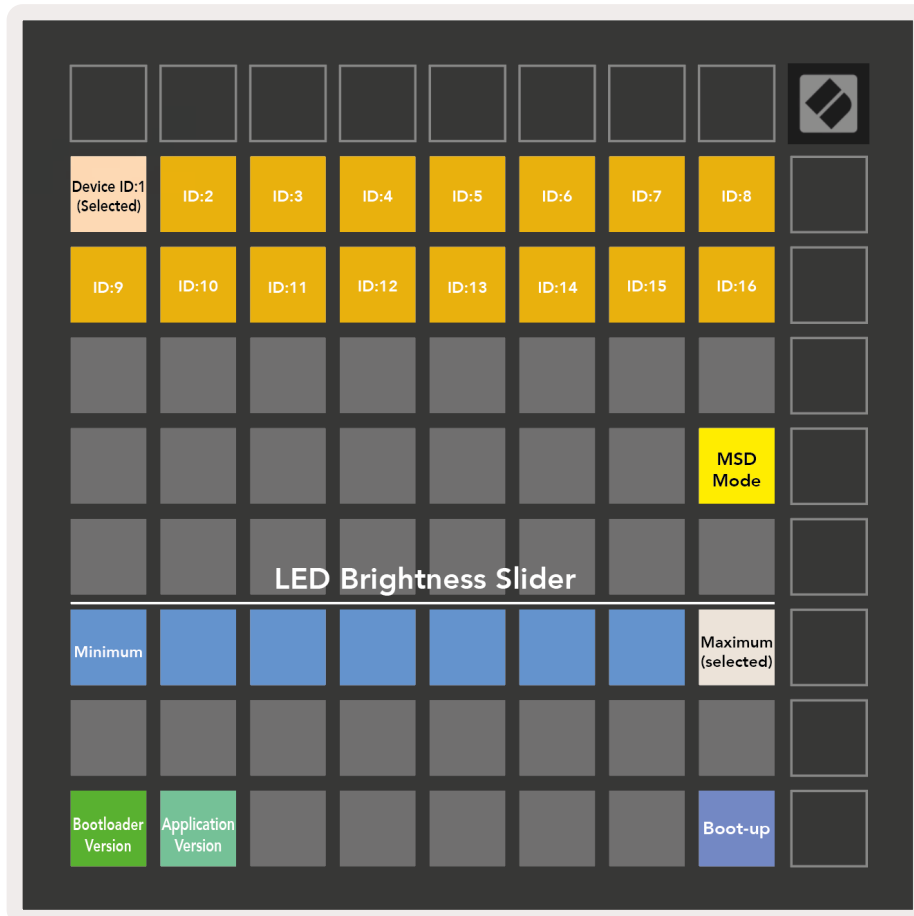 Device ID:1
(Selected)
ID:2
ID:3
ID:4
ID:5
ID:6
ID:7
ID:8
ID:9
ID:10
ID:11
ID:12
ID:13
ID:14
ID:15
ID:16
MSD
Mode
LED Brightness Slider
Minimum
Maximum
(selected)
Bootloader
Version
Application
Version
Boot-up